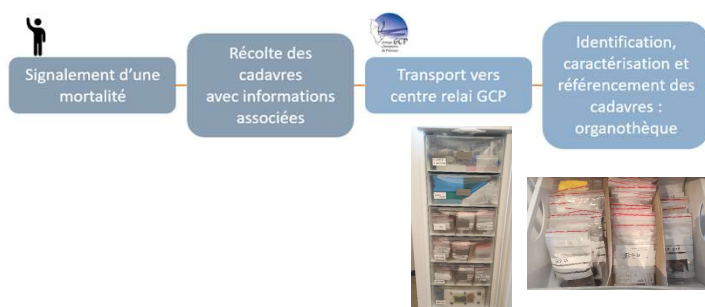 Signalement d'une
mortalité
Récolte des
cadavres
avec informations
associées
GCP
Transport vers
centre relai GCP
Identification,
caractérisation et
référencement des
cadavres :
organothèque